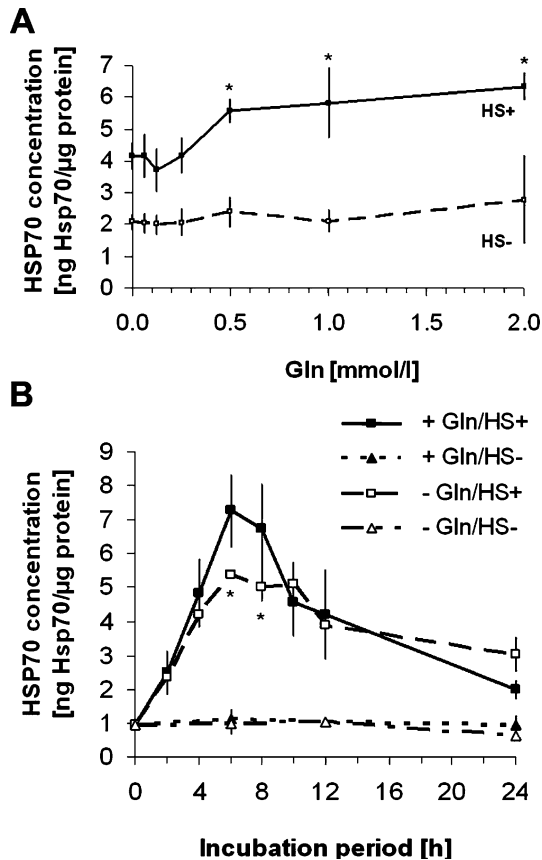 A
HSP70 concentration
[ng Hsp70/µg protein]
7
6
5
4
3
2
1
0
* * *
HS+
HS-
0.0 0.5 1.0 1.5 2.0
Gln [mmol/l]
B
+ Gln/HS+
+ Gln/HS-
- Gln/HS+
- Gln/HS-
HSP70 concentration
[ng Hsp70/µg protein]
9
8
7
6
5
4
3
2
1
0
* *
0 4 8 12 16 20 24
Incubation period [h]